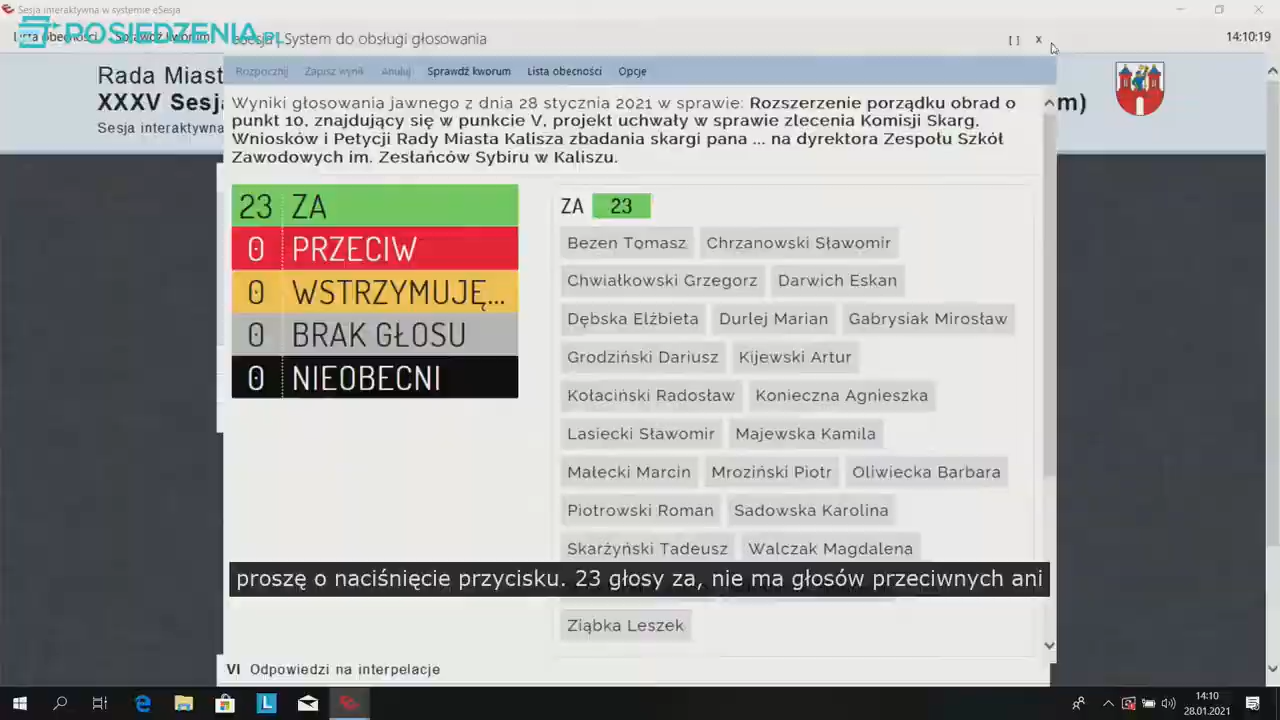 Sesja interaktywna w systemie eSesja
POSIEDZENIA.PL
Lista obecności Sprawdź kworum
eSesja | System do obsługi głosowania
[ ] x
14:10:19
Rada Miast
XXXV Sesj
m)
Sesja interaktywna
Rozpocznij Zapisz wynik Anuluj Sprawdź kworum Lista obecności Opcje
Wyniki głosowania jawnego z dnia 28 stycznia 2021 w sprawie: Rozszerzenie porządku obrad o
punkt 10. znajdujący się w punkcie V, projekt uchwały w sprawie zlecenia Komisji Skarg,
Wniosków i Petycji Rady Miasta Kalisza zbadania skargi pana ... na dyrektora Zespołu Szkół
Zawodowych im. Zesłańców Sybiru w Kaliszu.
23 ZA
0 PRZECIW
0 WSTRZYMUJĘ...
0 BRAK GŁOSU
0 NIEOBECNI
ZA 23
Bezen Tomasz Chrzanowski Sławomir
Chwiałkowski Grzegorz Darwich Eskan
Dębska Elżbieta Durlej Marian Gabrysiak Mirosław
Grodziński Dariusz Kijewski Artur
Kołaciński Radosław Konieczna Agnieszka
Lasiecki Sławomir Majewska Kamila
Małecki Marcin Mroziński Piotr Oliwiecka Barbara
Piotrowski Roman Sadowska Karolina
Skarżyński Tadeusz Walczak Magdalena
proszę o naciśnięcie przycisku. 23 głosy za, nie ma głosów przeciwnych ani
Ziąbka Leszek
VI Odpowiedzi na interpelacje
14:10
28.01.2021